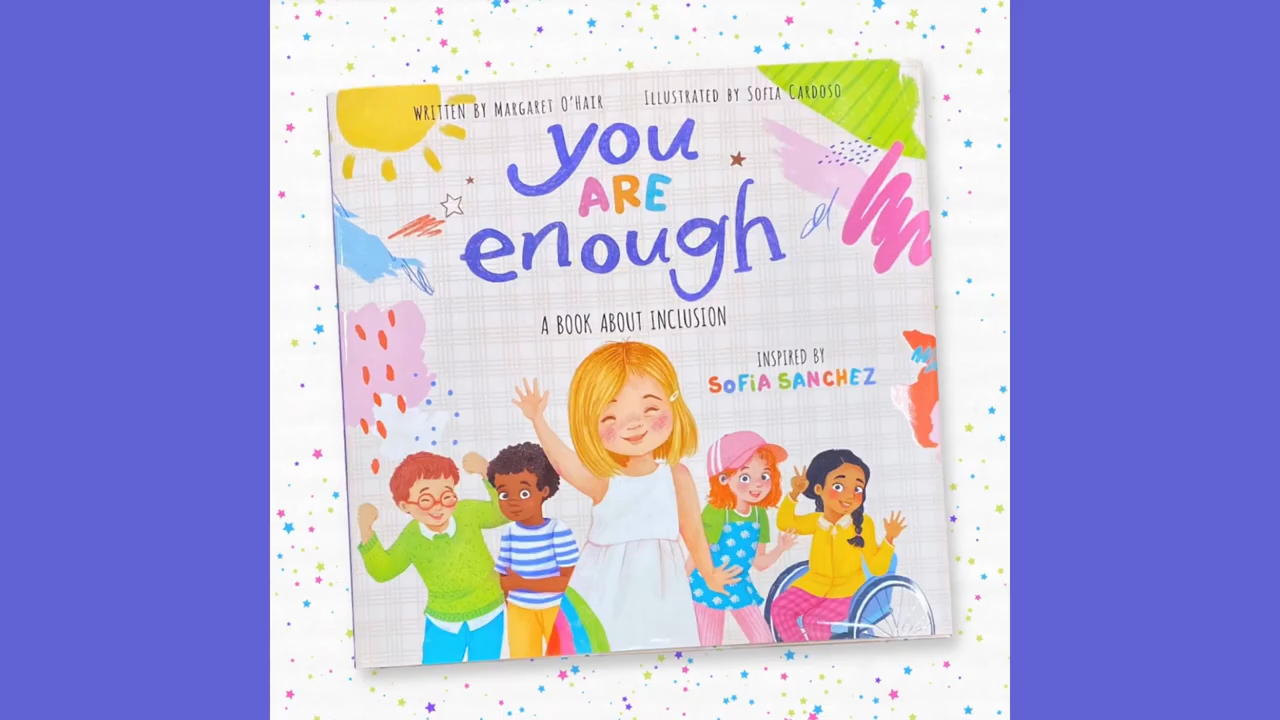 WRITTEN BY MARGARET O'HAIR
ILLUSTRATED BY SOFIA CARDOSO
you
ARE
enough
A BOOK ABOUT INCLUSION
INSPIRED BY
SOFiA SANCHEZ